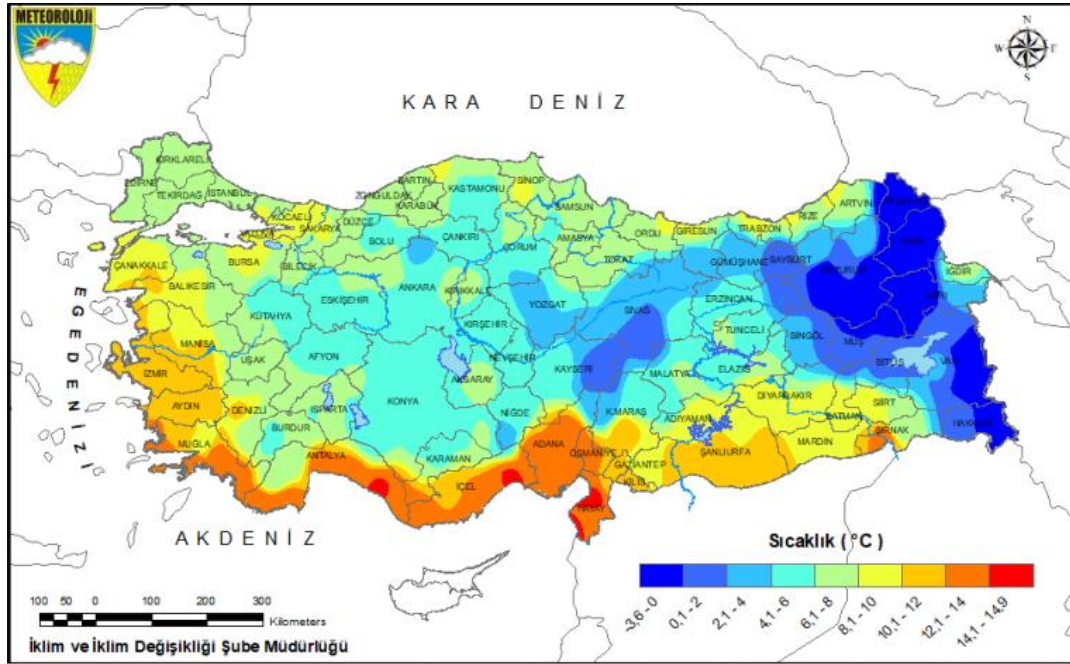 METEOROLOJİ
N
W E
S
KARA DENİZ
KIRKLARELİ
EDİRNE
TEKİRDAĞ İSTANBUL
BARTIN
ZONGULDAK
KASTAMONU
SİNOP
KARABÜK
SAMSUN
KOCAELİ
SAKARYA
DÜZCE
BOLU
ÇANKIRI
ÇORUM
AMASYA
ORDU
GİRESUN
TRABZON
RİZE
ARTVİN
YALOVA
ÇANAKKALE
BURSA
BİLECİK
TOKAT
GÜMÜŞHANE
BAYBURT
ERZURUM
IĞDIR
BALIKESİR
ESKİŞEHİR
ANKARA
KIRIKKALE
YOZGAT
SİVAS
ERZİNCAN
KÜTAHYA
KIRŞEHİR
TUNCELİ
BİNGÖL
MUŞ
MANİSA
UŞAK
AFYON
NEVŞEHİR
KAYSERİ
MALATYA
ELAZIĞ
BİTLİS
VAN
İZMİR
AKSARAY
AYDIN
DENİZLİ
ISPARTA
KONYA
NİĞDE
K.MARAŞ
ADIYAMAN
DİYARBAKIR
BATMAN
SİİRT
BURDUR
HAKKARİ
MUĞLA
ANTALYA
KARAMAN
ADANA
OSMANİYE
GAZİANTEP
ŞANLIURFA
MARDİN
ŞIRNAK
İÇEL
KİLİS
HATAY
EGE DENİZİ
AKDENİZ
Sıcaklık ( °C )
-3,6 - 0
0,1 - 2
2,1 - 4
4,1 - 6
6,1 - 8
8,1 - 10
10,1 - 12
12,1 - 14
14,1 - 14,9
100 50 0 100 200 300
Kilometers
İklim ve İklim Değişikliği Şube Müdürlüğü